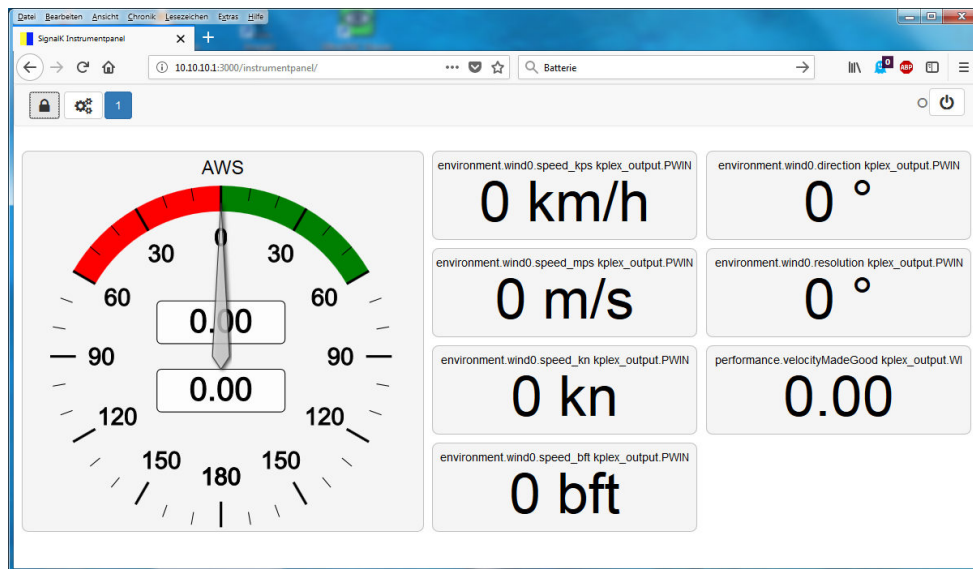 Datei Bearbeiten Ansicht Chronik Lesezeichen Extras Hilfe
SignalK Instrumentpanel
10.10.10.1:3000/instrumentpanel/
Batterie
0
ABP
1
AWS
0
30 30
60 60
0.00
90 90
0.00
120 120
150 150
180
environment.wind0.speed_kps kplex_output.PWIN
0 km/h
environment.wind0.direction kplex_output.PWIN
0 °
environment.wind0.speed_mps kplex_output.PWIN
0 m/s
environment.wind0.resolution kplex_output.PWIN
0 °
environment.wind0.speed_kn kplex_output.PWIN
0 kn
performance.velocityMadeGood kplex_output.WI
0.00
environment.wind0.speed_bft kplex_output.PWIN
0 bft